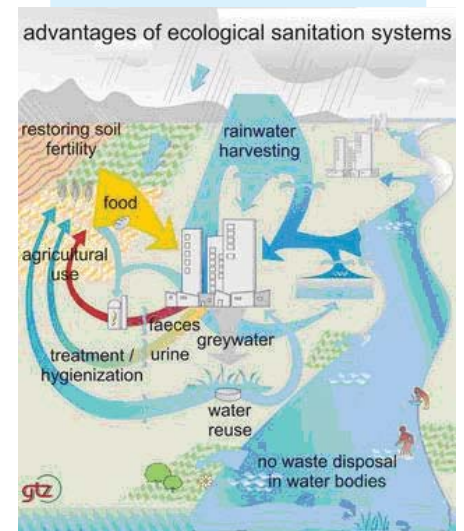 advantages of ecological sanitation systems
restoring soil
fertility
rainwater
harvesting
food
agricultural
use
faeces
urine
greywater
treatment /
hygienization
water
reuse
no waste disposal
in water bodies
gtz